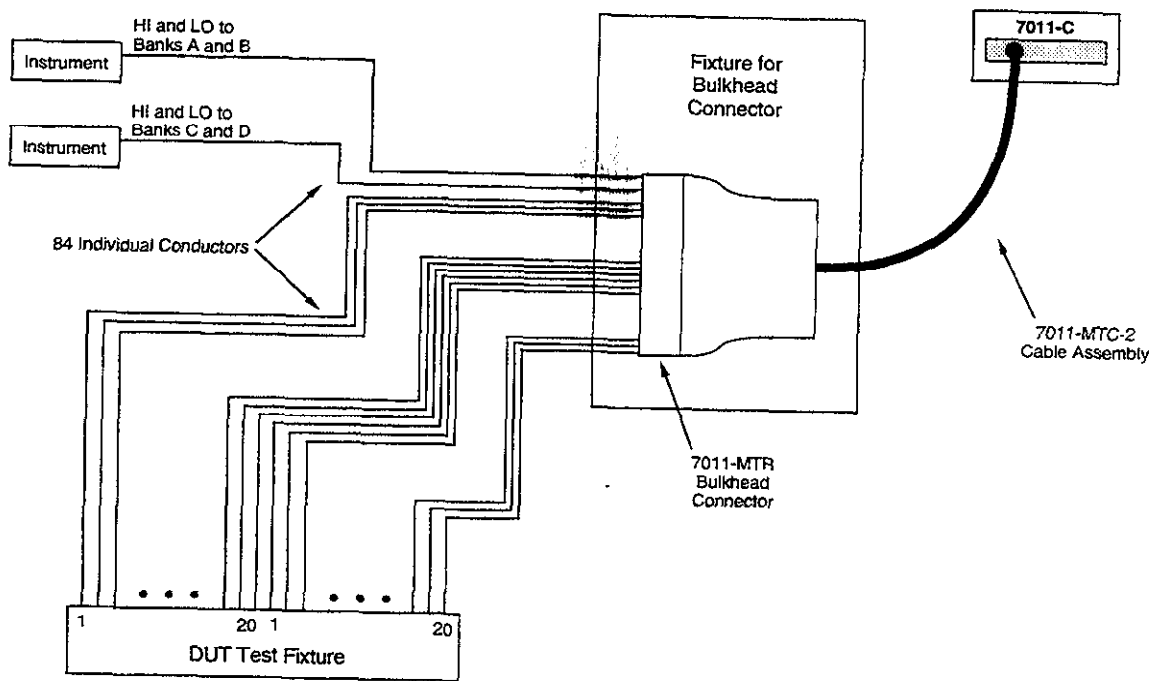 HI and LO to
Banks A and B
Instrument
HI and LO to
Banks C and D
Instrument
84 Individual Conductors
Fixture for
Bulkhead
Connector
7011-C
7011-MTC-2
Cable Assembly
7011-MTR
Bulkhead
Connector
1
20
1
20
DUT Test Fixture